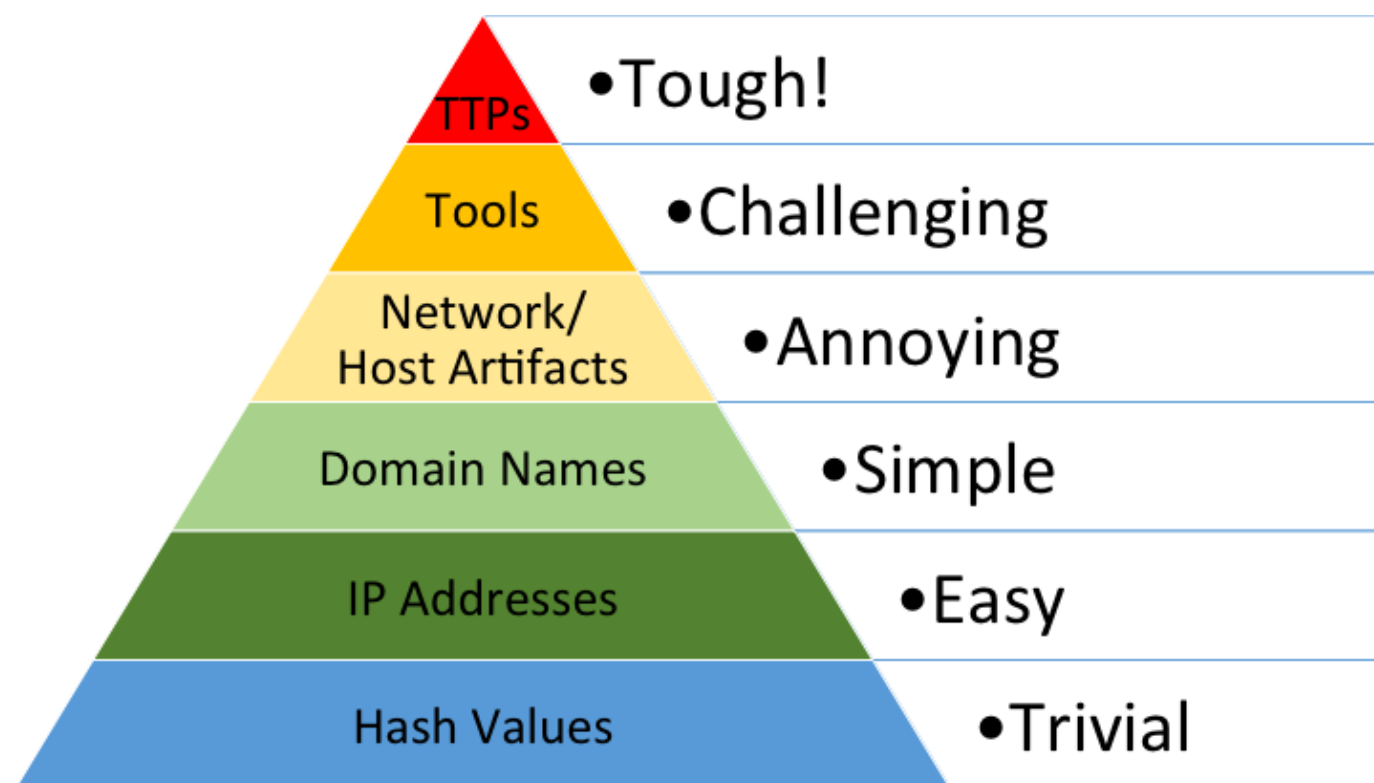 TTPs
•Tough!
Tools
•Challenging
Network/
Host Artifacts
•Annoying
Domain Names
•Simple
IP Addresses
•Easy
Hash Values
•Trivial